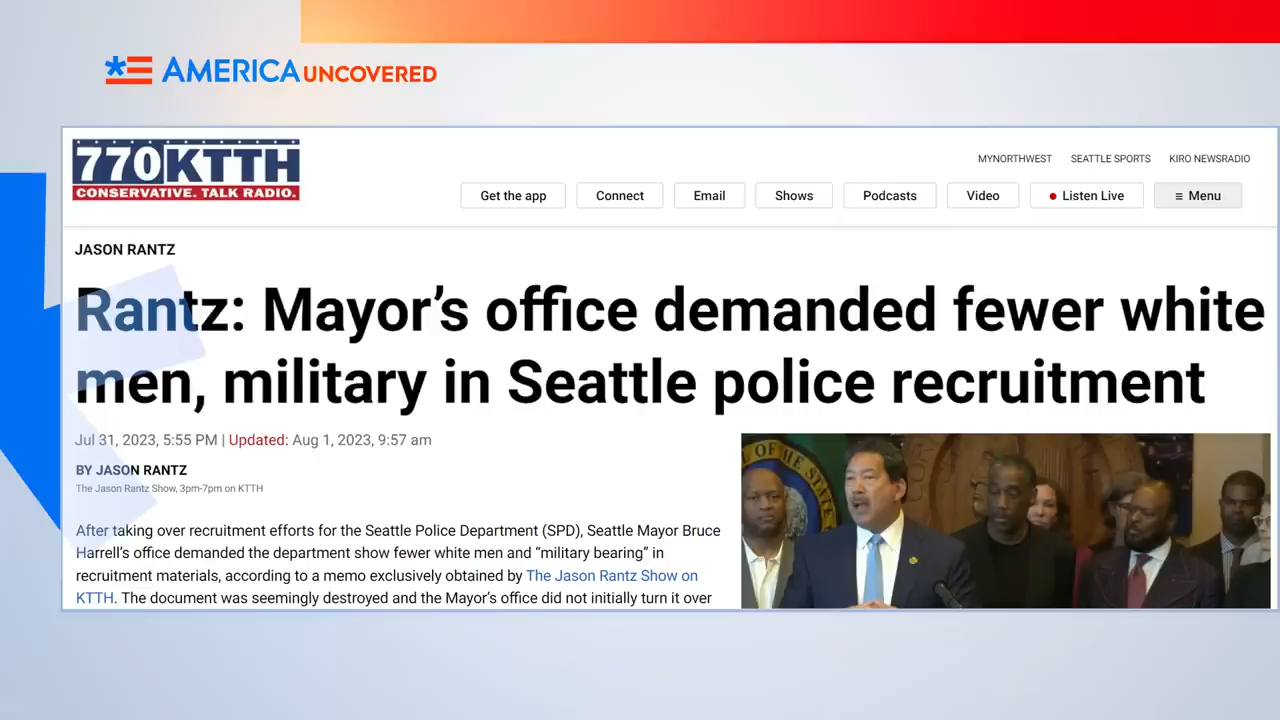 AMERICA UNCOVERED
770 KTTH
CONSERVATIVE. TALK RADIO.
MYNORTHWEST SEATTLE SPORTS KIRO NEWSRADIO
Get the app Connect Email Shows Podcasts Video Listen Live ≡ Menu
JASON RANTZ
Rantz: Mayor’s office demanded fewer white
men, military in Seattle police recruitment
Jul 31, 2023, 5:55 PM | Updated: Aug 1, 2023, 9:57 am
BY JASON RANTZ
The Jason Rantz Show, 3pm-7pm on KTTH
After taking over recruitment efforts for the Seattle Police Department (SPD), Seattle Mayor Bruce
Harrell’s office demanded the department show fewer white men and “military bearing” in
recruitment materials, according to a memo exclusively obtained by The Jason Rantz Show on
KTTH. The document was seemingly destroyed and the Mayor’s office did not initially turn it over
OF THE STATE